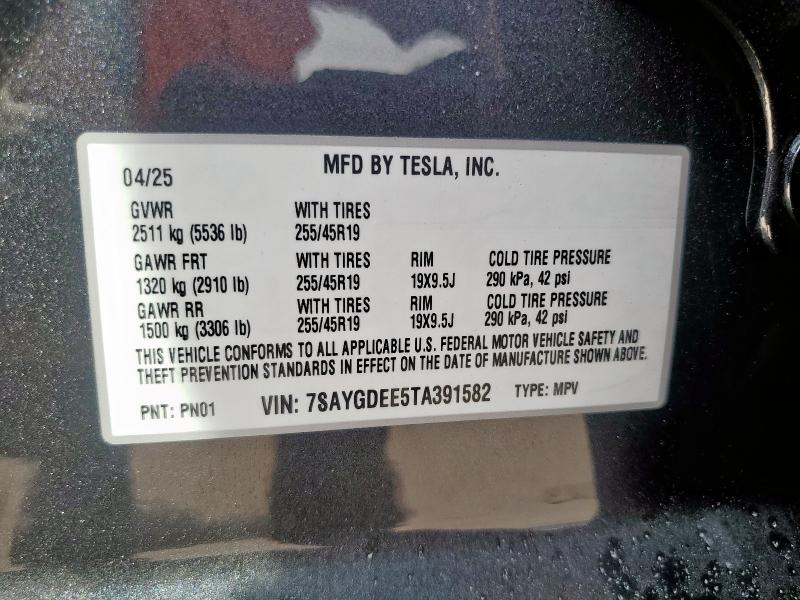 04/25 MFD BY TESLA, INC.
GVWR WITH TIRES
2511 kg (5536 lb) 255/45R19
GAWR FRT WITH TIRES RIM COLD TIRE PRESSURE
1320 kg (2910 lb) 255/45R19 19X9.5J 290 kPa, 42 psi
GAWR RR WITH TIRES RIM COLD TIRE PRESSURE
1500 kg (3306 lb) 255/45R19 19X9.5J 290 kPa, 42 psi
THIS VEHICLE CONFORMS TO ALL APPLICABLE U.S. FEDERAL MOTOR VEHICLE SAFETY AND
THEFT PREVENTION STANDARDS IN EFFECT ON THE DATE OF MANUFACTURE SHOWN ABOVE.
PNT: PN01 VIN: 7SAYGDEE5TA391582 TYPE: MPV